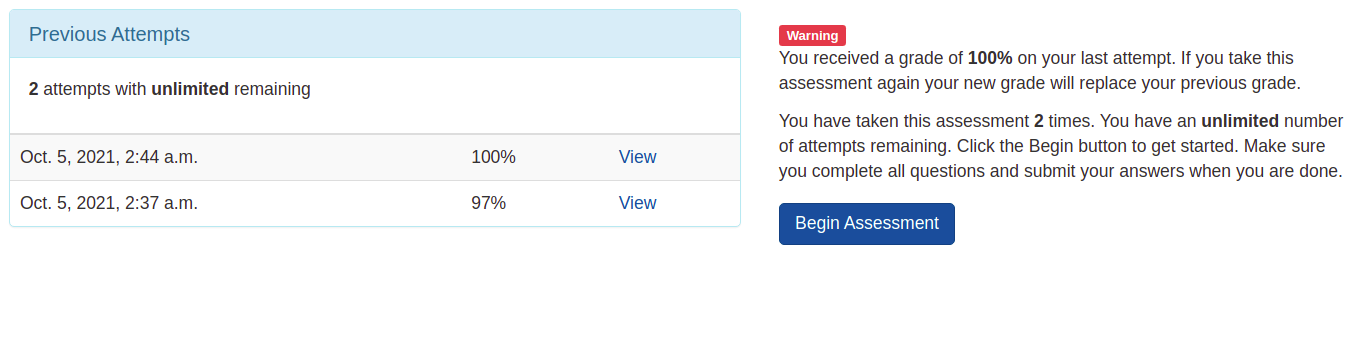 Previous Attempts
2 attempts with unlimited remaining
Oct. 5, 2021, 2:44 a.m. 100% View
Oct. 5, 2021, 2:37 a.m. 97% View
Warning
You received a grade of 100% on your last attempt. If you take this
assessment again your new grade will replace your previous grade.
You have taken this assessment 2 times. You have an unlimited number
of attempts remaining. Click the Begin button to get started. Make sure
you complete all questions and submit your answers when you are done.
Begin Assessment